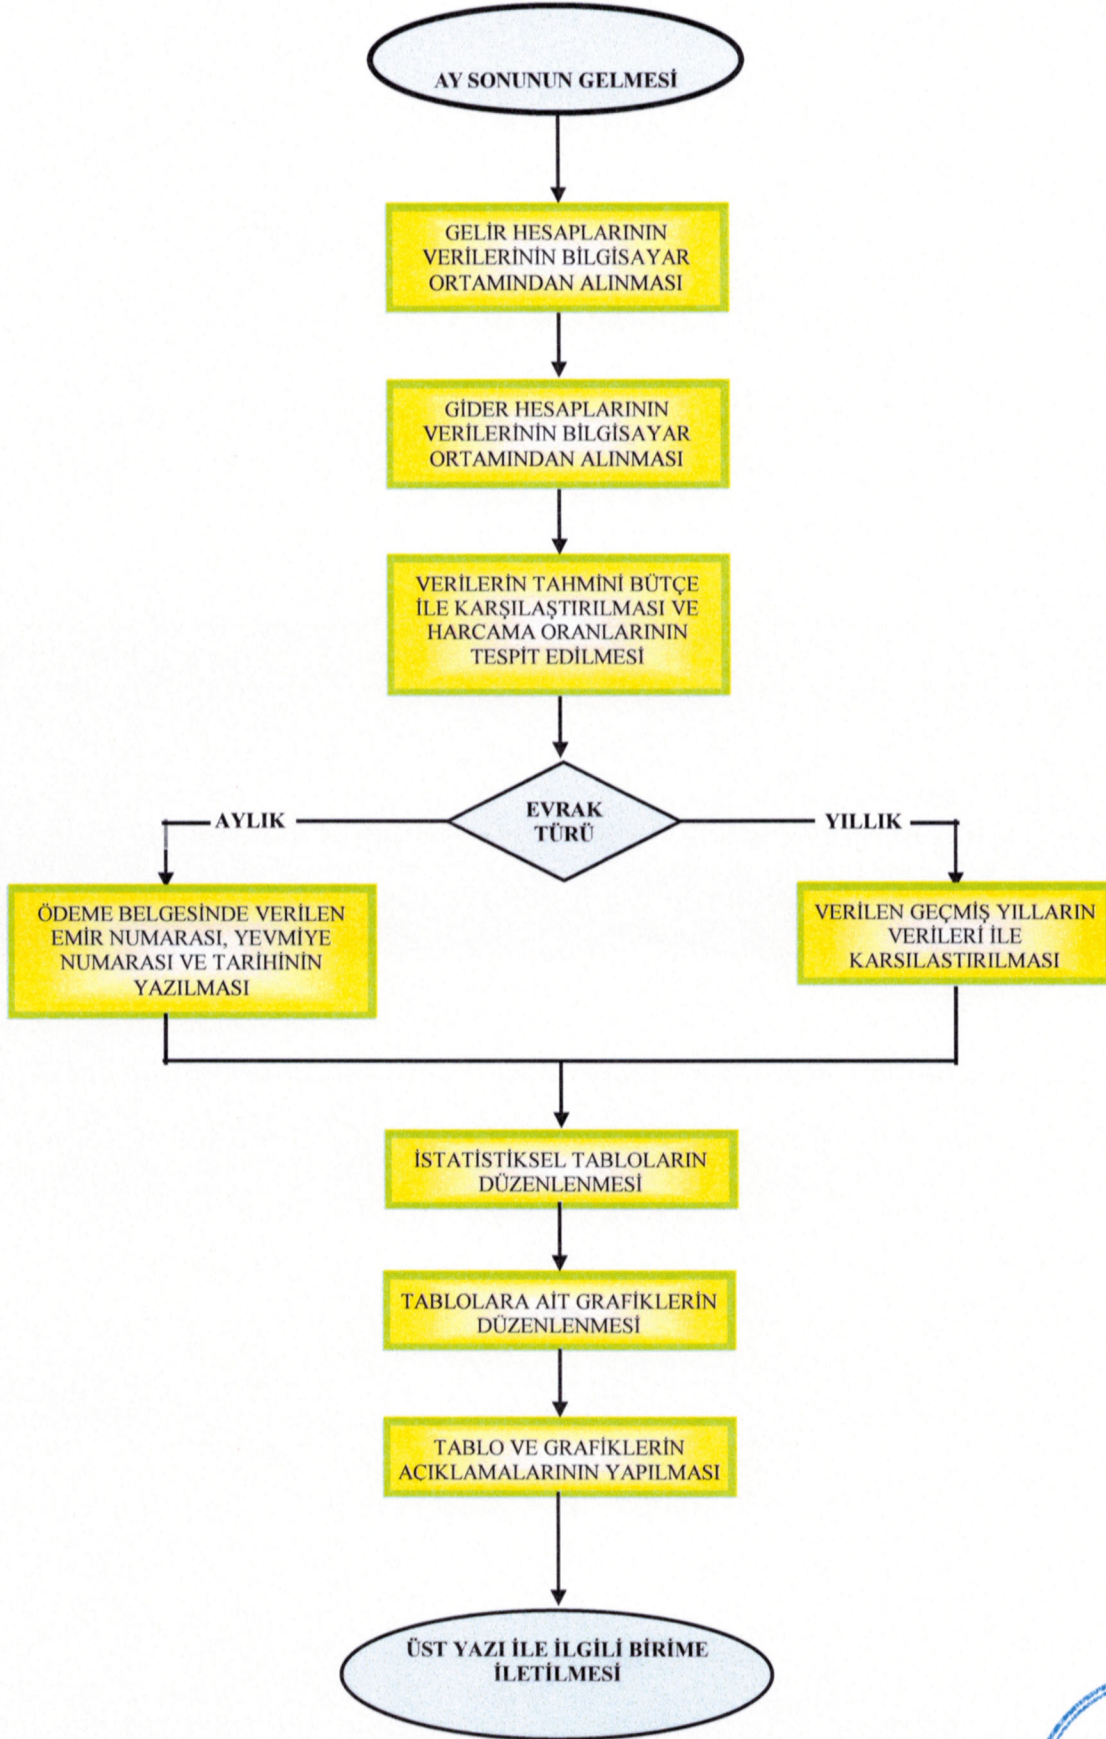 AY SONUNUN GELMESİ
GELİR HESAPLARININ
VERİLERİNİN BİLGİSAYAR
ORTAMINDAN ALINMASI
GİDER HESAPLARININ
VERİLERİNİN BİLGİSAYAR
ORTAMINDAN ALINMASI
VERİLERİN TAHMİNİ BÜTÇE
İLE KARŞILAŞTIRILMASI VE
HARCAMA ORANLARININ
TESPİT EDİLMESİ
EVRAK
TÜRÜ
AYLIK
YILLIK
ÖDEME BELGESİNDE VERİLEN
EMİR NUMARASI, YEVMİYE
NUMARASI VE TARİHİNİN
YAZILMASI
VERİLEN GEÇMİŞ YILLARIN
VERİLERİ İLE
KARSILASTIRILMASI
İSTATİSTİKSEL TABLOLARIN
DÜZENLENMESİ
TABLOLARA AİT GRAFİKLERİN
DÜZENLENMESİ
TABLO VE GRAFİKLERİN
AÇIKLAMALARININ YAPILMASI
ÜST YAZI İLE İLGİLİ BİRİME
İLETİLMESİ